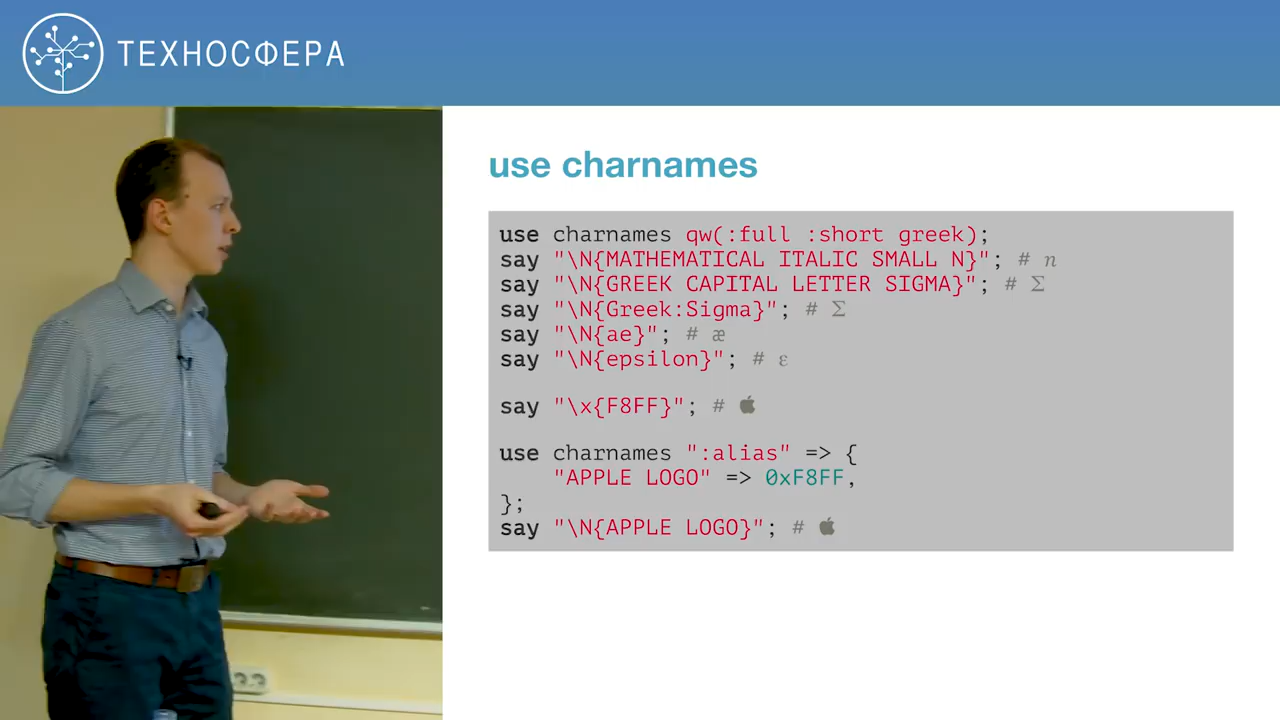 ТЕХНОСФЕРА
use charnames
use charnames qw(:full :short greek);
say "\N{MATHEMATICAL ITALIC SMALL N}"; # 𝑛
say "\N{GREEK CAPITAL LETTER SIGMA}"; # Σ
say "\N{Greek:Sigma}"; # Σ
say "\N{ae}"; # æ
say "\N{epsilon}"; # ε
say "\x{F8FF}"; # 
use charnames ":alias" => {
"APPLE LOGO" => 0xF8FF,
};
say "\N{APPLE LOGO}"; #